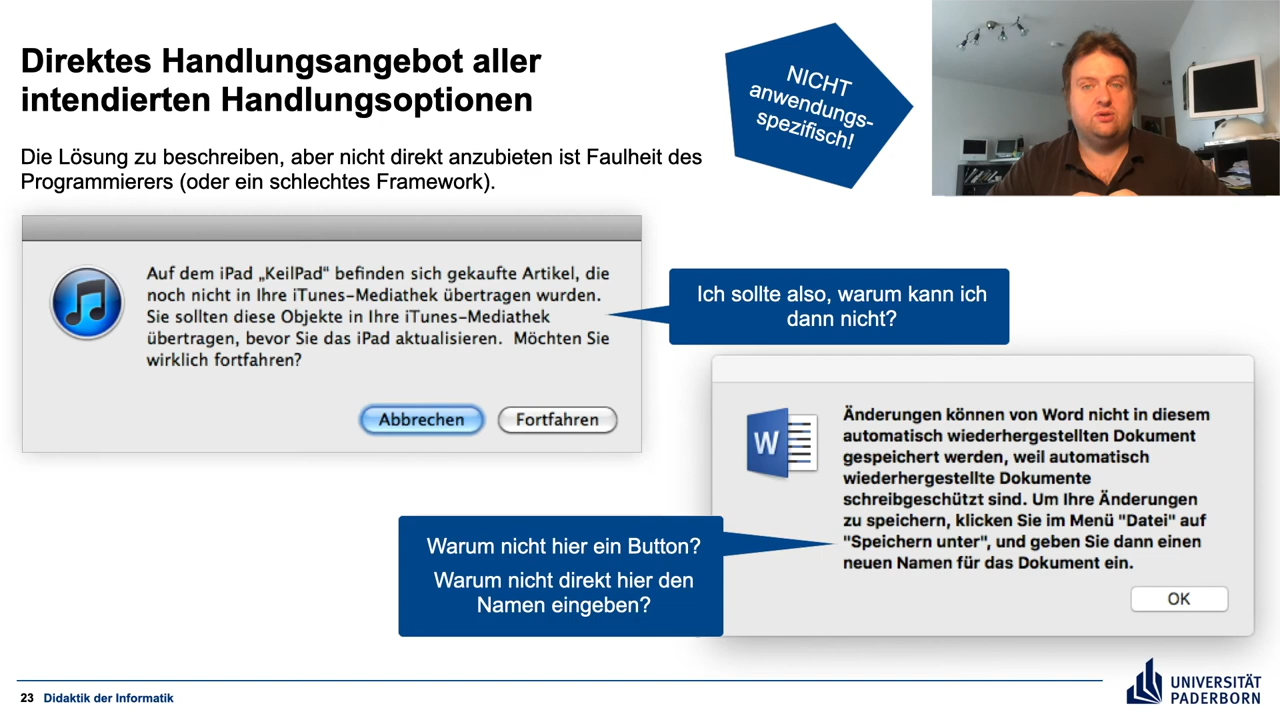 Direktes Handlungsangebot aller
intendierten Handlungsoptionen
NICHT
anwendungs-
spezifisch!
Die Lösung zu beschreiben, aber nicht direkt anzubieten ist Faulheit des
Programmierers (oder ein schlechtes Framework).
Auf dem iPad „KeilPad“ befinden sich gekaufte Artikel, die
noch nicht in Ihre iTunes-Mediathek übertragen wurden.
Sie sollten diese Objekte in Ihre iTunes-Mediathek
übertragen, bevor Sie das iPad aktualisieren. Möchten Sie
wirklich fortfahren?
Abbrechen Fortfahren
Ich sollte also, warum kann ich
dann nicht?
W
Änderungen können von Word nicht in diesem
automatisch wiederhergestellten Dokument
gespeichert werden, weil automatisch
wiederhergestellte Dokumente
schreibgeschützt sind. Um Ihre Änderungen
zu speichern, klicken Sie im Menü "Datei" auf
"Speichern unter", und geben Sie dann einen
neuen Namen für das Dokument ein.
OK
Warum nicht hier ein Button?
Warum nicht direkt hier den
Namen eingeben?
23 Didaktik der Informatik
UNIVERSITÄT
PADERBORN